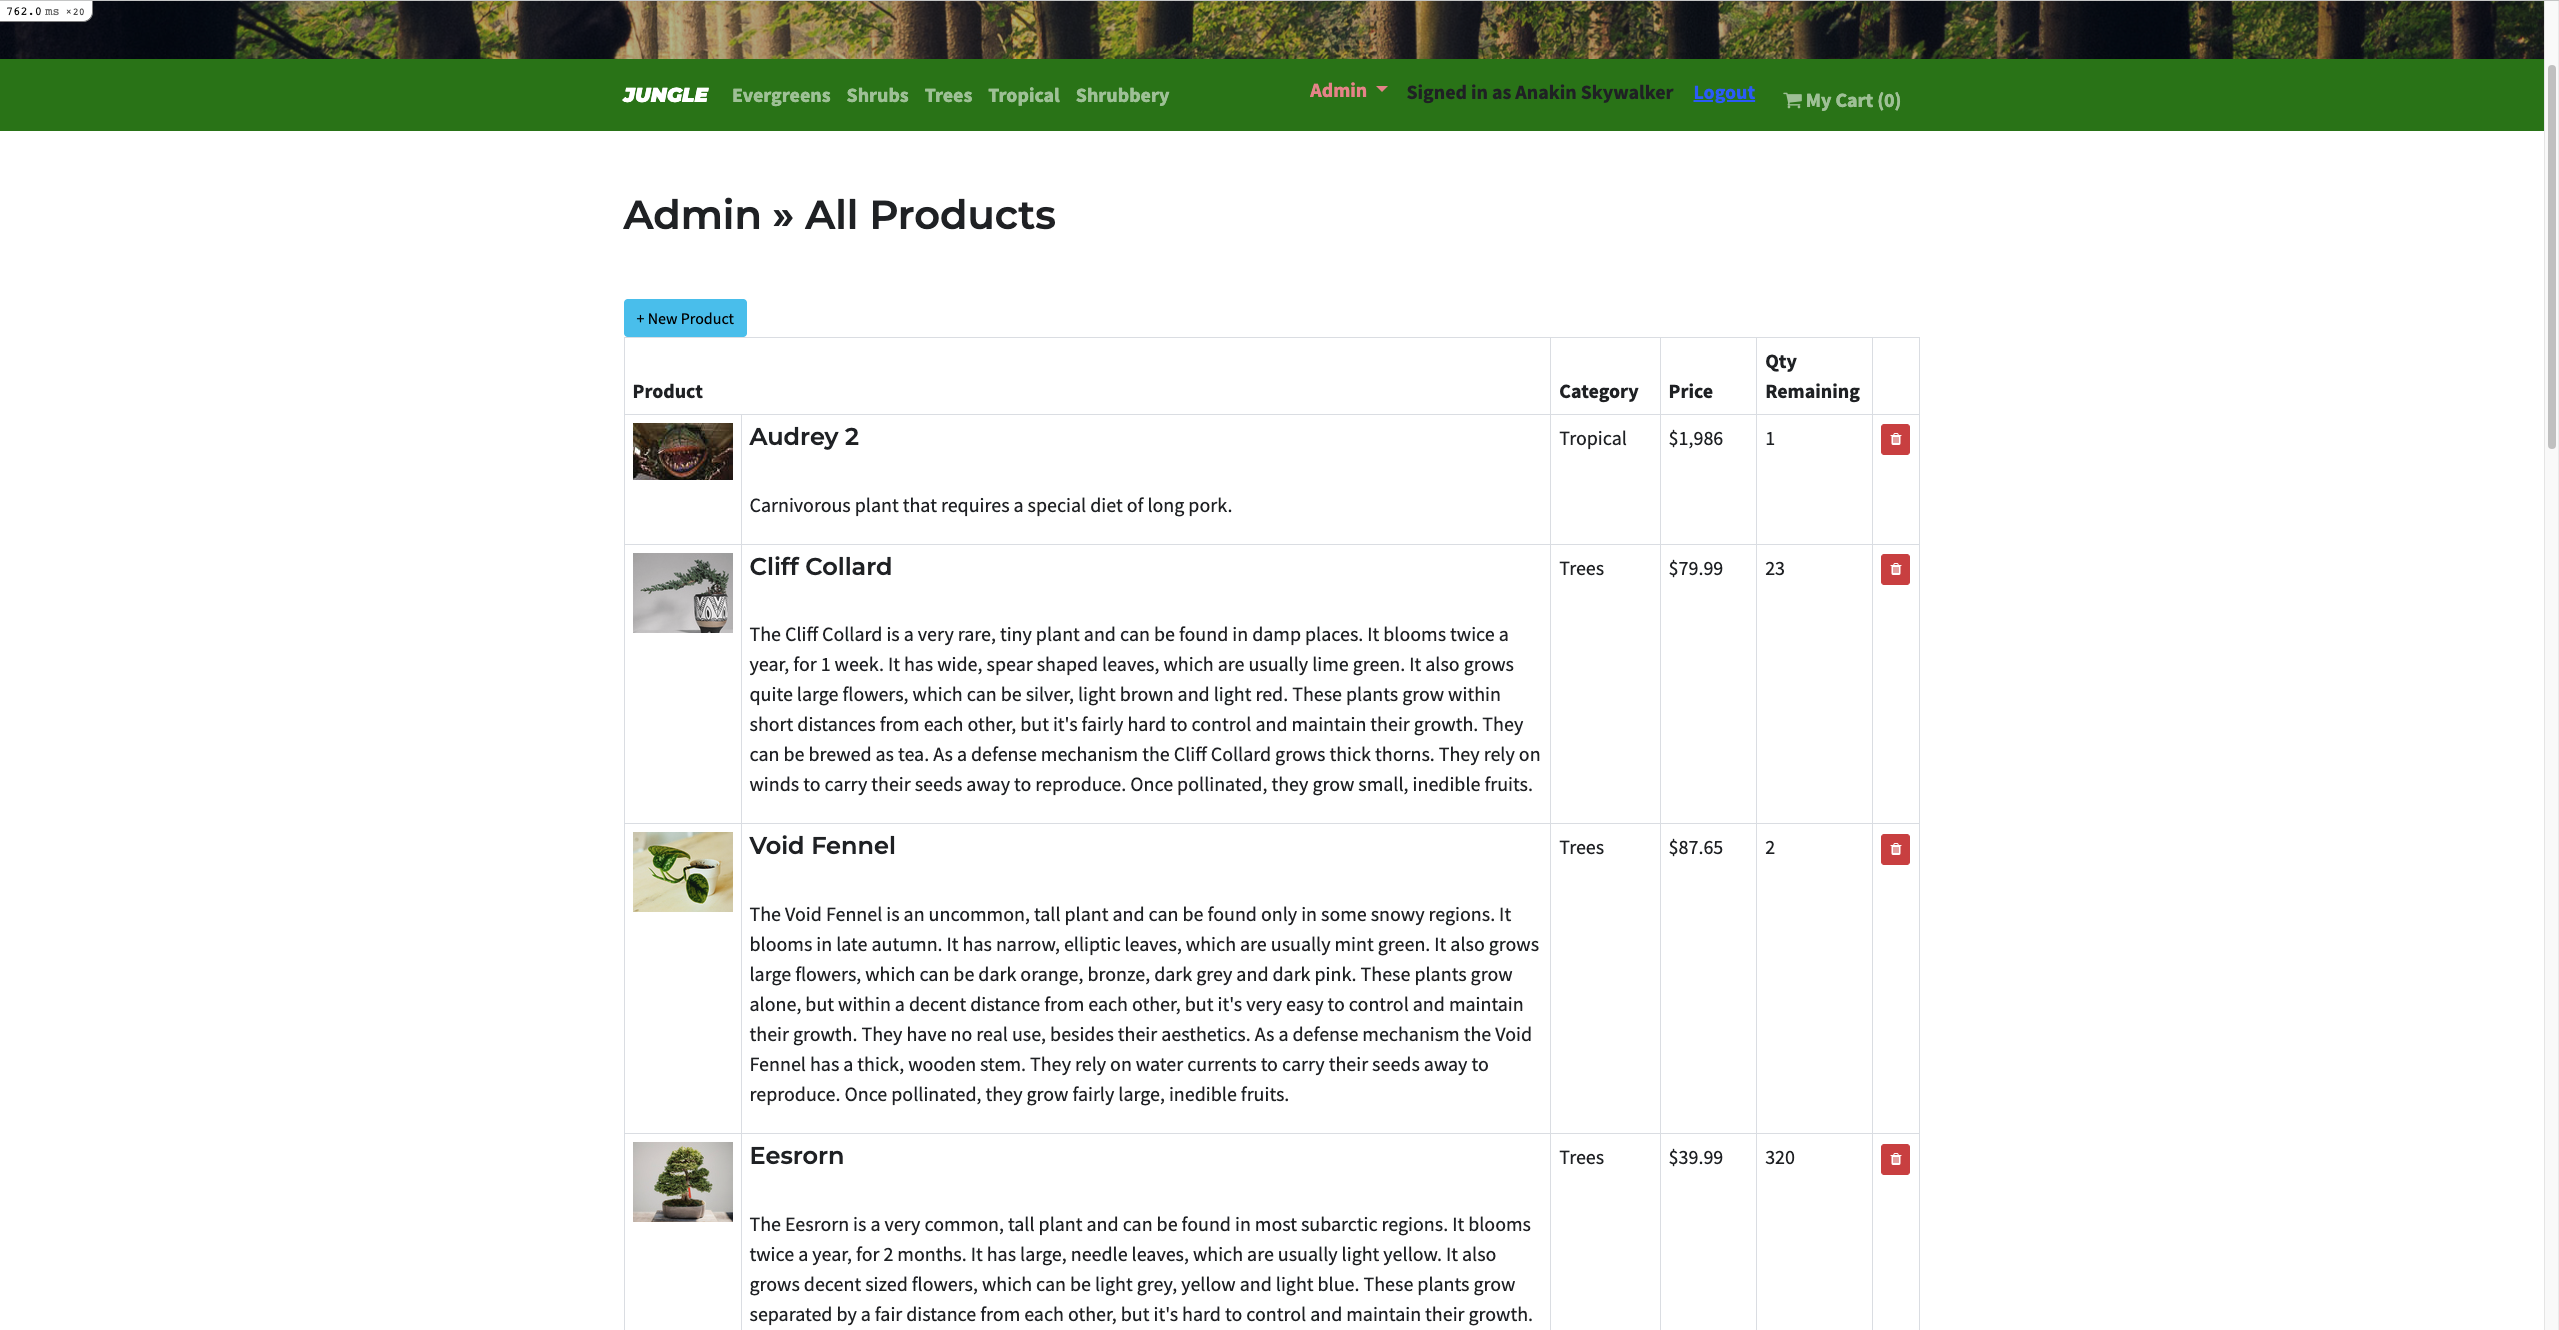 762.0 ms ×20
JUNGLE Evergreens Shrubs Trees Tropical Shrubbery Admin Signed in as Anakin Skywalker Logout My Cart (0)
Admin » All Products
+ New Product
Product Category Price Qty Remaining
Audrey 2 Tropical $1,986 1
Carnivorous plant that requires a special diet of long pork.
Cliff Collard Trees $79.99 23
The Cliff Collard is a very rare, tiny plant and can be found in damp places. It blooms twice a
year, for 1 week. It has wide, spear shaped leaves, which are usually lime green. It also grows
quite large flowers, which can be silver, light brown and light red. These plants grow within
short distances from each other, but it's fairly hard to control and maintain their growth. They
can be brewed as tea. As a defense mechanism the Cliff Collard grows thick thorns. They rely on
winds to carry their seeds away to reproduce. Once pollinated, they grow small, inedible fruits.
Void Fennel Trees $87.65 2
The Void Fennel is an uncommon, tall plant and can be found only in some snowy regions. It
blooms in late autumn. It has narrow, elliptic leaves, which are usually mint green. It also grows
large flowers, which can be dark orange, bronze, dark grey and dark pink. These plants grow
alone, but within a decent distance from each other, but it's very easy to control and maintain
their growth. They have no real use, besides their aesthetics. As a defense mechanism the Void
Fennel has a thick, wooden stem. They rely on water currents to carry their seeds away to
reproduce. Once pollinated, they grow fairly large, inedible fruits.
Eesrorn Trees $39.99 320
The Eesrorn is a very common, tall plant and can be found in most subarctic regions. It blooms
twice a year, for 2 months. It has large, needle leaves, which are usually light yellow. It also
grows decent sized flowers, which can be light grey, yellow and light blue. These plants grow
separated by a fair distance from each other, but it's hard to control and maintain their growth.